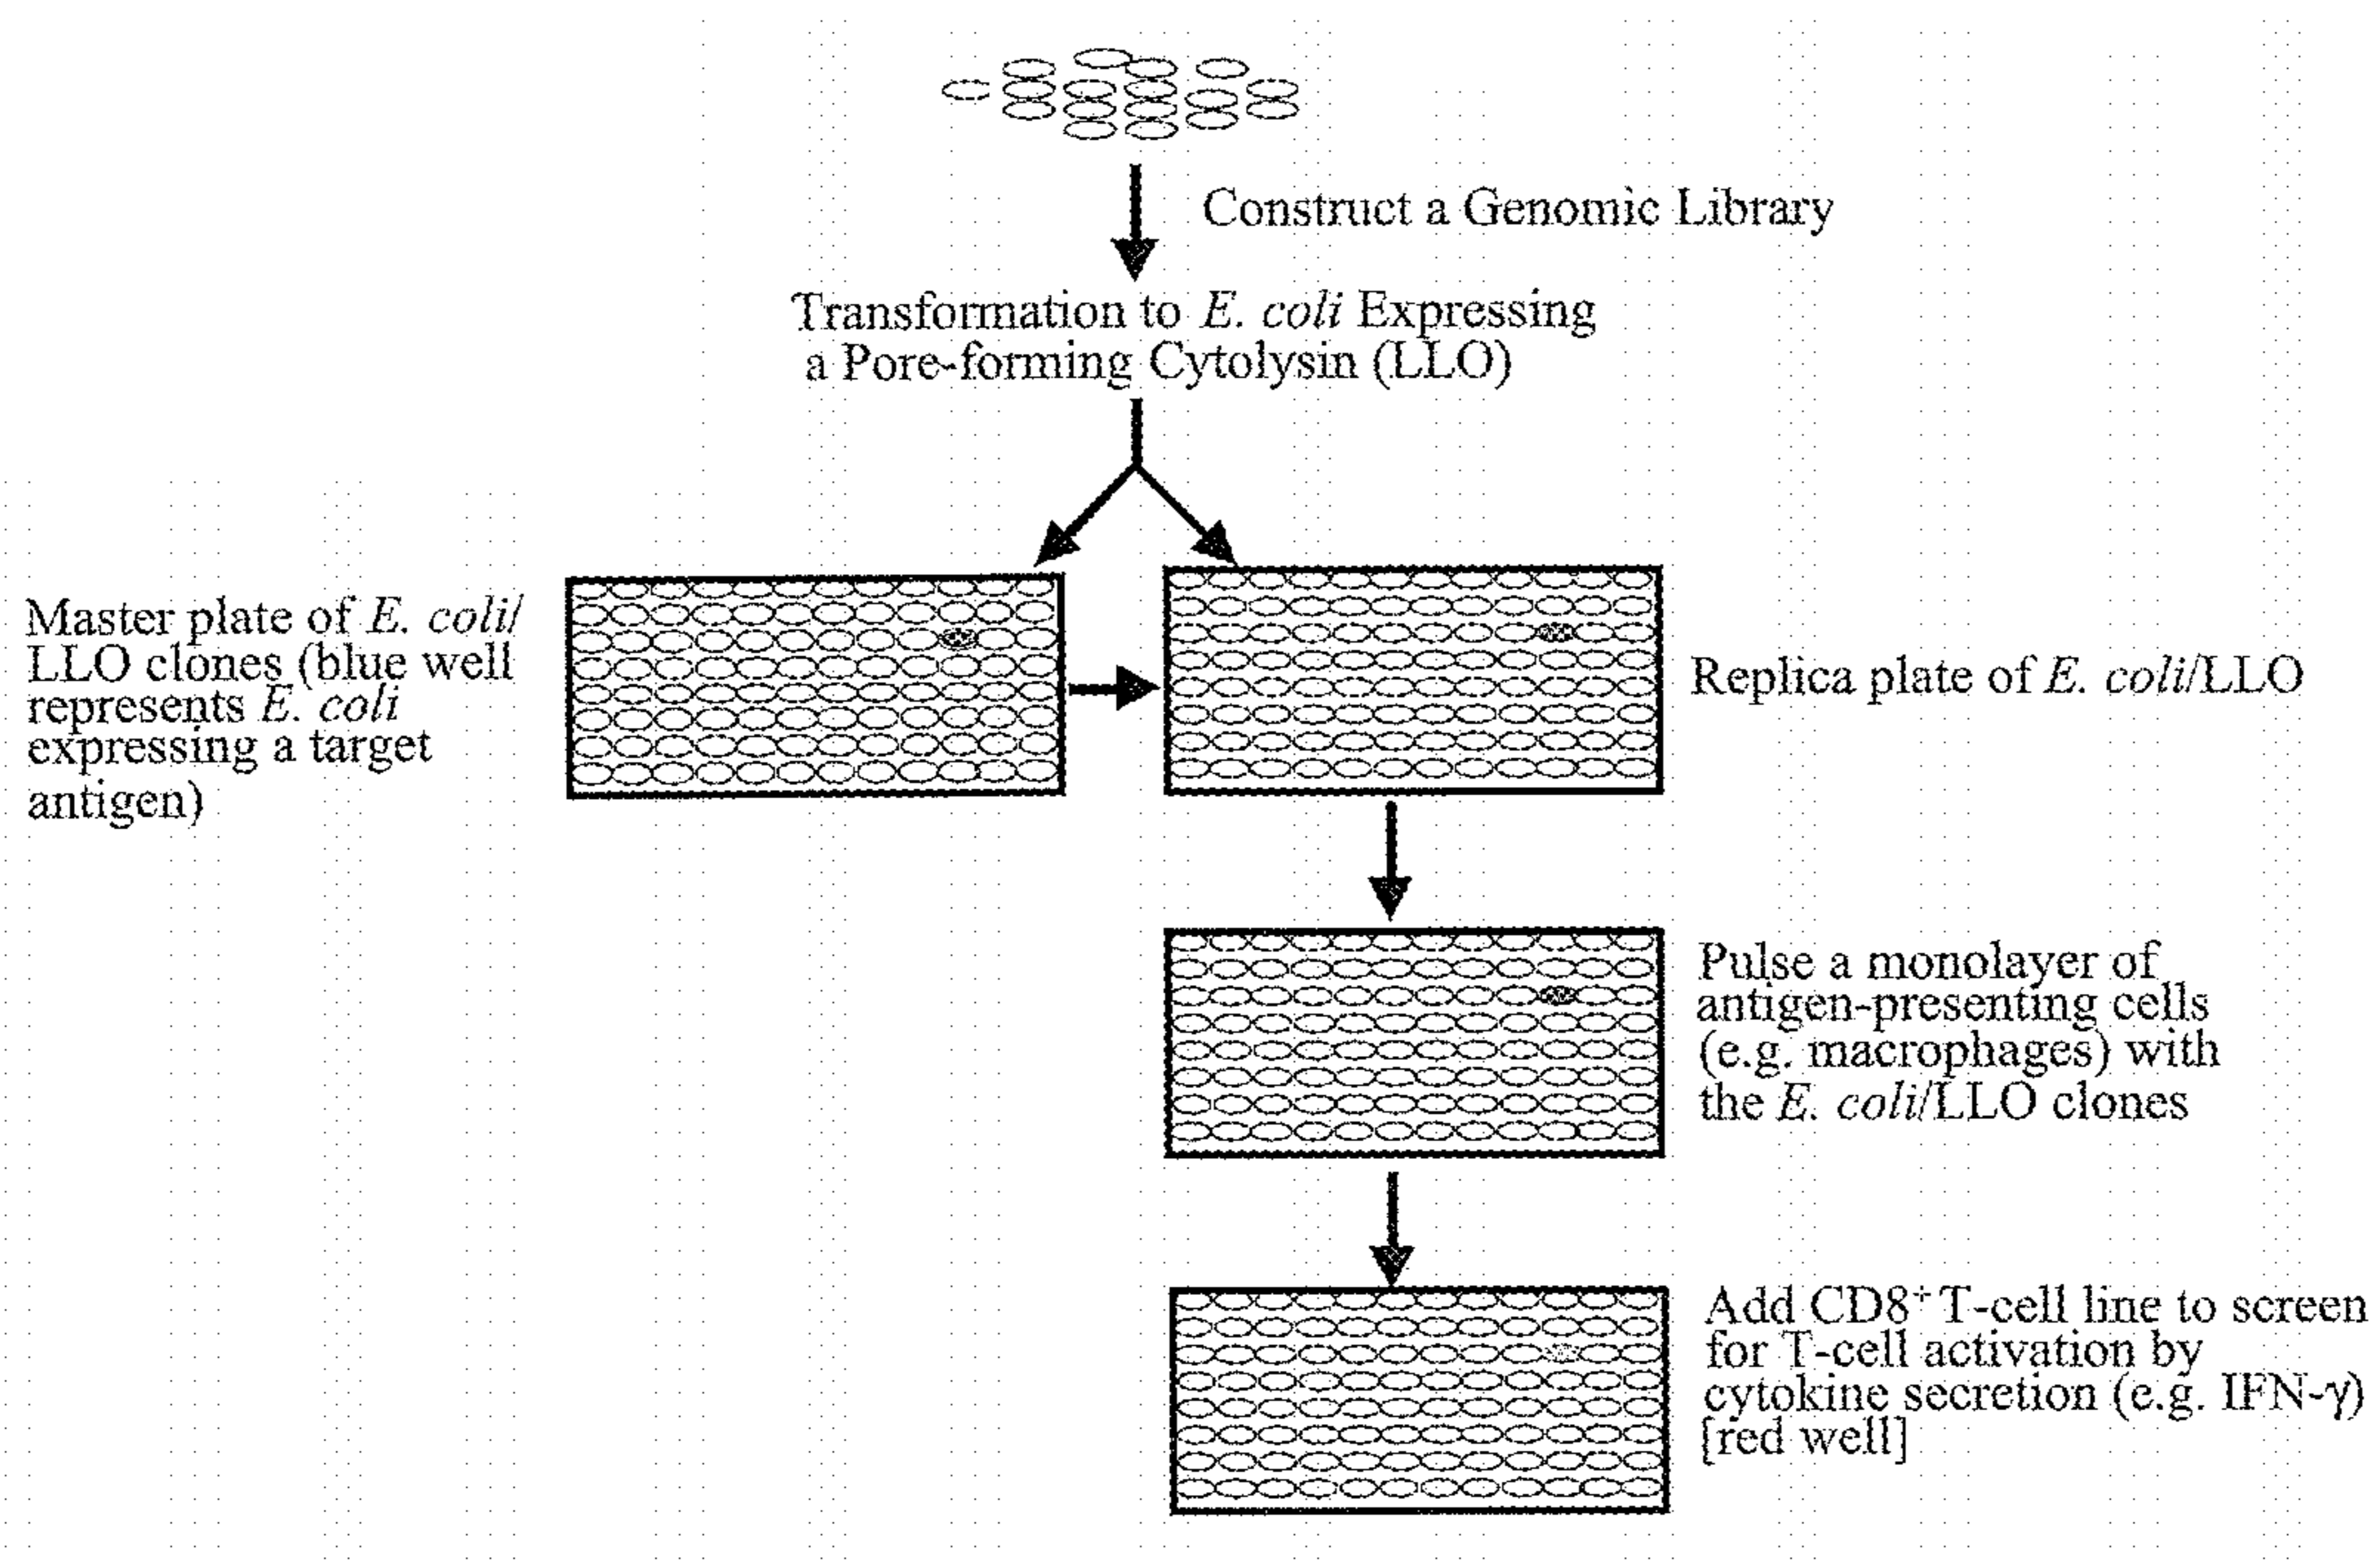 Construct a Genomic Library
Transformation to E. coli Expressing
a Pore-forming Cytolysin (LLO)
Master plate of E. coli/
LLO clones (blue well
represents E. coli
expressing a target
antigen)
Replica plate of E. coli/LLO
Pulse a monolayer of
antigen-presenting cells
(e.g. macrophages) with
the E. coli/LLO clones
Add CD8⁺ T-cell line to screen
for T-cell activation by
cytokine secretion (e.g. IFN-γ)
[red well]